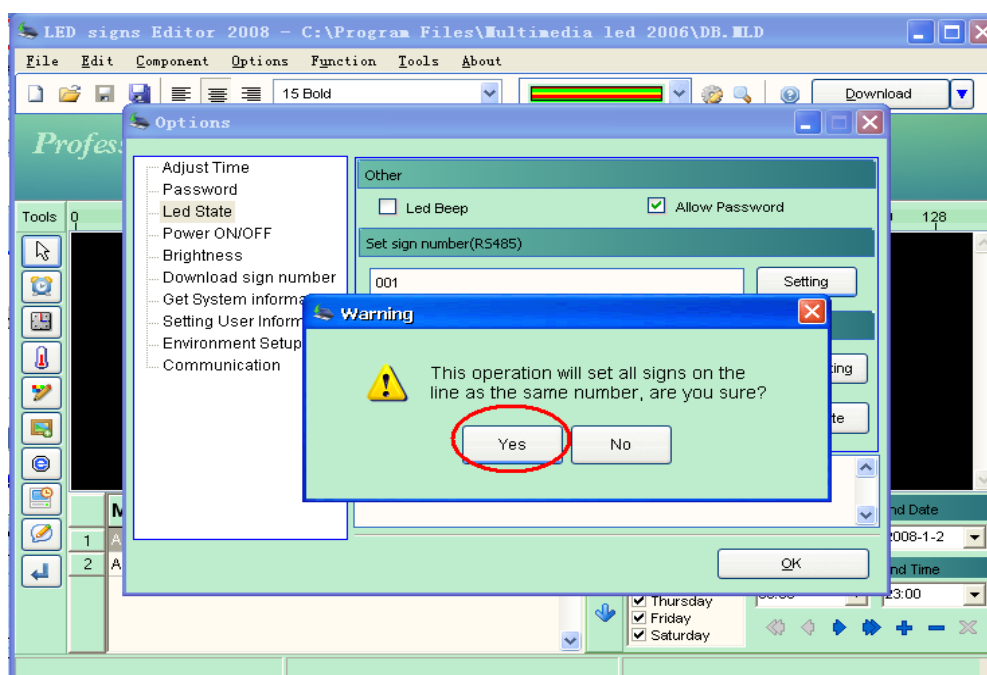 LED signs Editor 2008 - C:\Program Files\Multimedia led 2006\DB.MLD
File Edit Component Options Function Tools About
15 Bold
Download
Options
Profes
Adjust Time
Password
Led State
Power ON/OFF
Brightness
Download sign number
Get System informa
Setting User Inform
Environment Setup
Communication
Other
Led Beep
Allow Password
Set sign number(RS485)
001
Setting
Tools 0
128
Warning
This operation will set all signs on the
line as the same number, are you sure?
Yes
No
ting
te
M
1 A
2 A
nd Date
2008-1-2
nd Time
23:00
OK
Thursday
Friday
Saturday